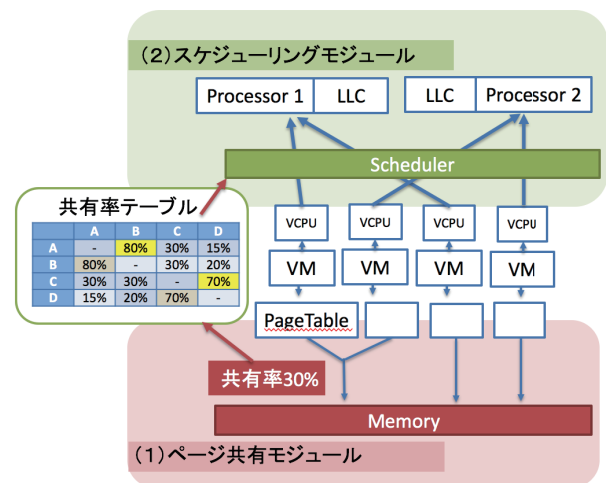 (2)スケジューリングモジュール
Processor 1 LLC LLC Processor 2
Scheduler
共有率テーブル
A B C D
A - 80% 30% 15%
B 80% - 30% 20%
C 30% 30% - 70%
D 15% 20% 70% -
VCPU VCPU VCPU VCPU
VM VM VM VM
PageTable
共有率30%
Memory
(1)ページ共有モジュール